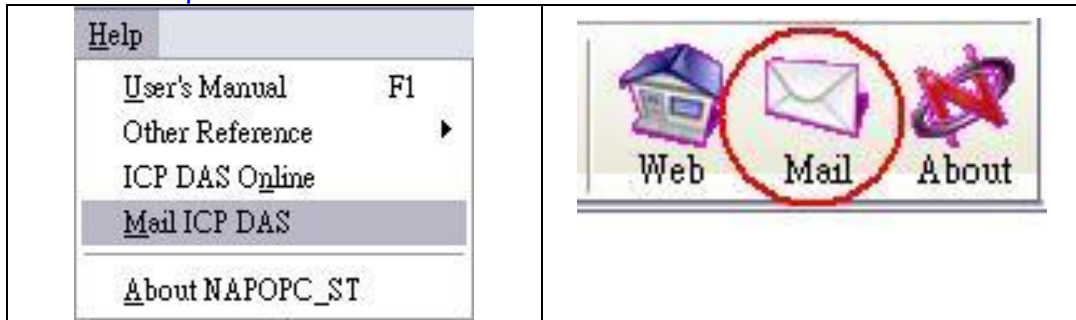 Help
User's Manual F1
Other Reference
ICP DAS Online
Mail ICP DAS
About NAPOPC_ST
Web Mail About